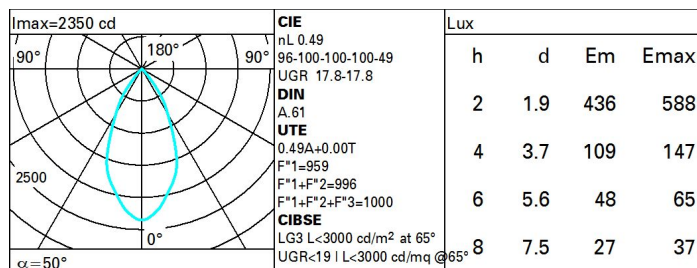 Imax=2350 cd
90°
180°
90°
2500
0°
α=50°
CIE
nL 0.49
96-100-100-100-49
UGR 17.8-17.8
DIN
A.61
UTE
0.49A+0.00T
F"1=959
F"1+F"2=996
F"1+F"2+F"3=1000
CIBSE
LG3 L<3000 cd/m² at 65°
UGR<19 | L<3000 cd/mq @65°
Lux
h d Em Emax
2 1.9 436 588
4 3.7 109 147
6 5.6 48 65
8 7.5 27 37